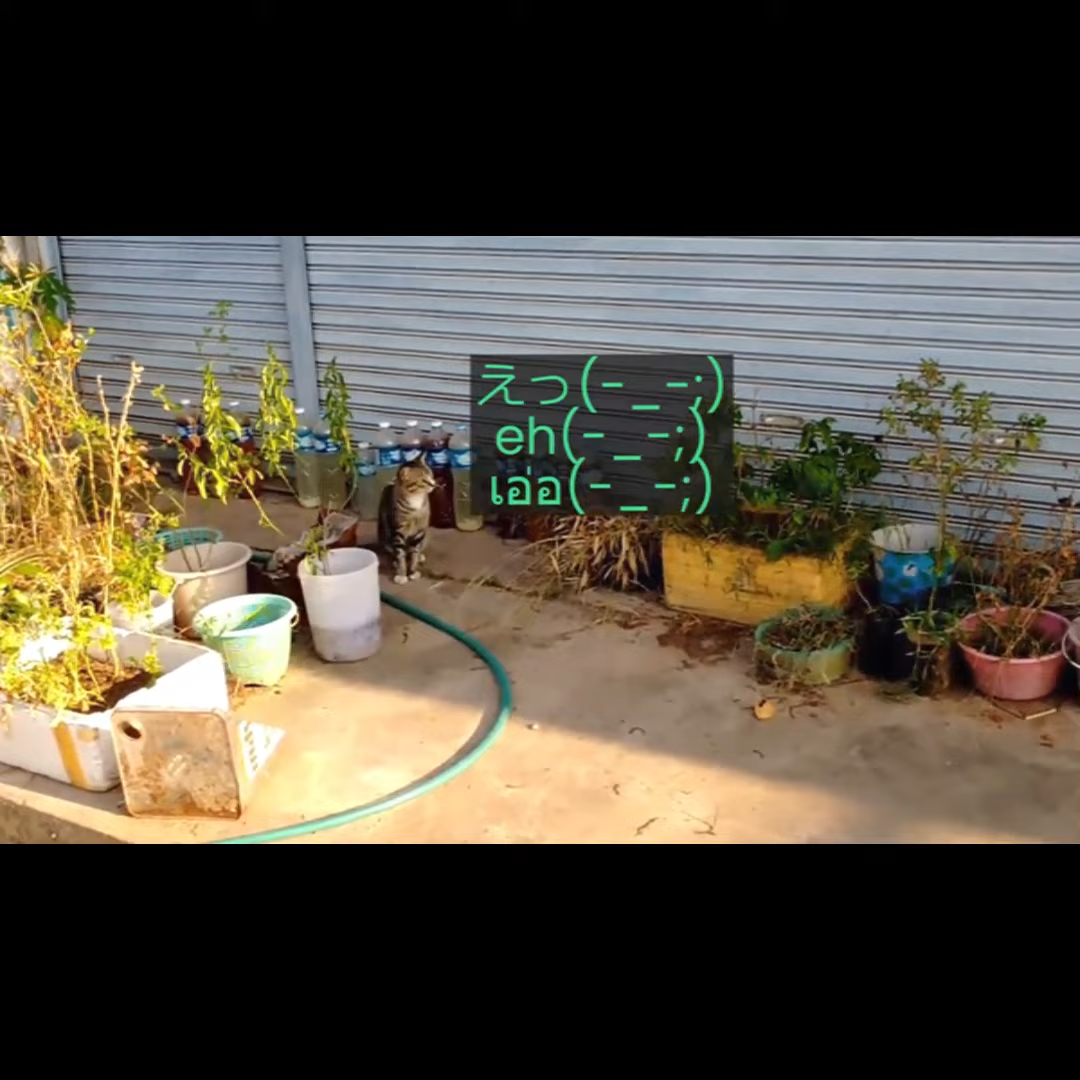 えっ(- _ -;)
eh(- _ -;)
เอ่อ(- _ -;)